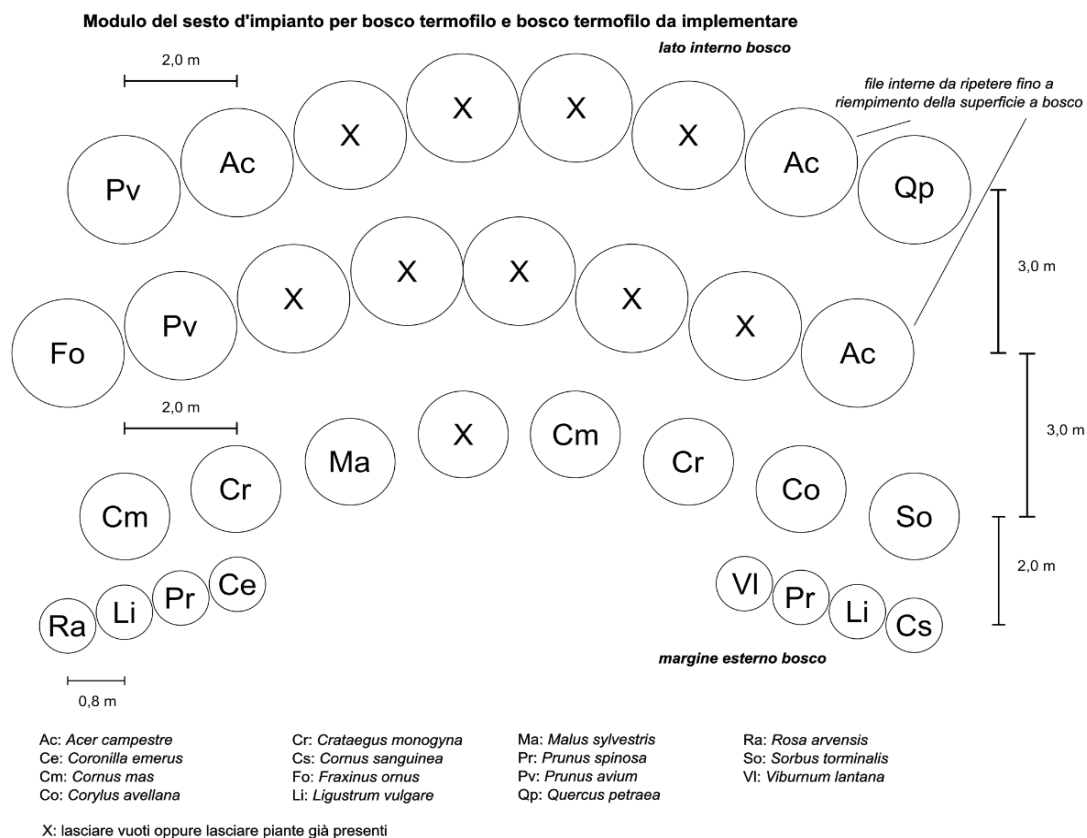 Modulo del sesto d'impianto per bosco termofilo e bosco termofilo da implementare
lato interno bosco
2,0 m
file interne da ripetere fino a
riempimento della superficie a bosco
Pv Ac X X X X Ac Qp
3,0 m
Fo Pv X X X X X Ac
2,0 m
3,0 m
Cm Cr Ma X Cm Cr Co So
2,0 m
Ra Li Pr Ce Vl Pr Li Cs
margine esterno bosco
0,8 m
Ac: Acer campestre
Ce: Coronilla emerus
Cm: Cornus mas
Co: Corylus avellana
Cr: Crataegus monogyna
Cs: Cornus sanguinea
Fo: Fraxinus ornus
Li: Ligustrum vulgare
Ma: Malus sylvestris
Pr: Prunus spinosa
Pv: Prunus avium
Qp: Quercus petraea
Ra: Rosa arvensis
So: Sorbus torminalis
Vl: Viburnum lantana
X: lasciare vuoti oppure lasciare piante già presenti